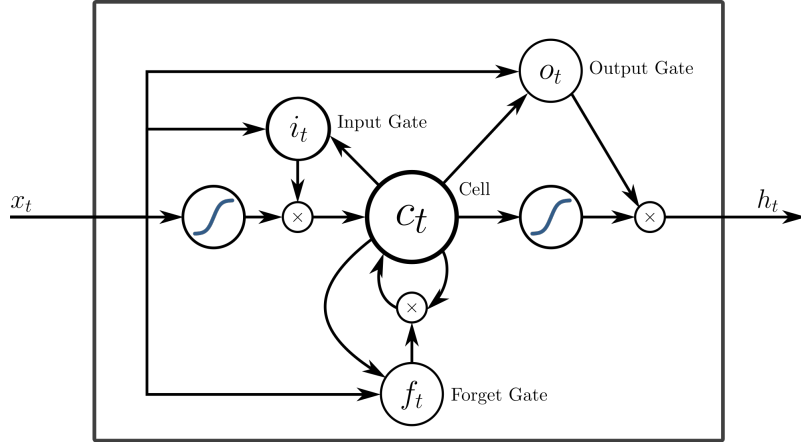 o_t Output Gate
i_t Input Gate
x_t
c_t Cell
h_t
×
×
×
f_t Forget Gate